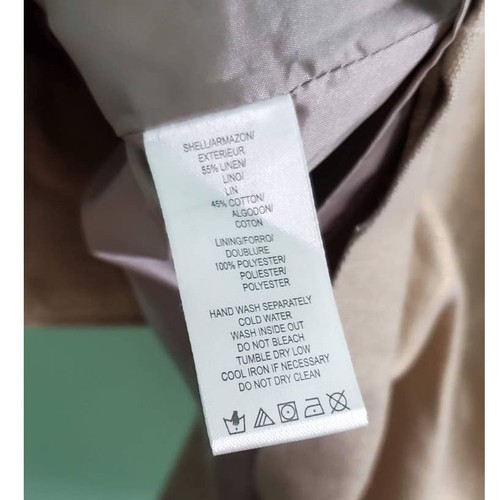 SHELL/ARMAZON/
EXTERIEUR
55% LINEN/
LINO/
LIN
45% COTTON/
ALGODON/
COTON
LINING/FORRO/
DOUBLURE
100% POLYESTER/
POLIESTER/
POLYESTER
HAND WASH SEPARATELY
COLD WATER
WASH INSIDE OUT
DO NOT BLEACH
TUMBLE DRY LOW
COOL IRON IF NECESSARY
DO NOT DRY CLEAN